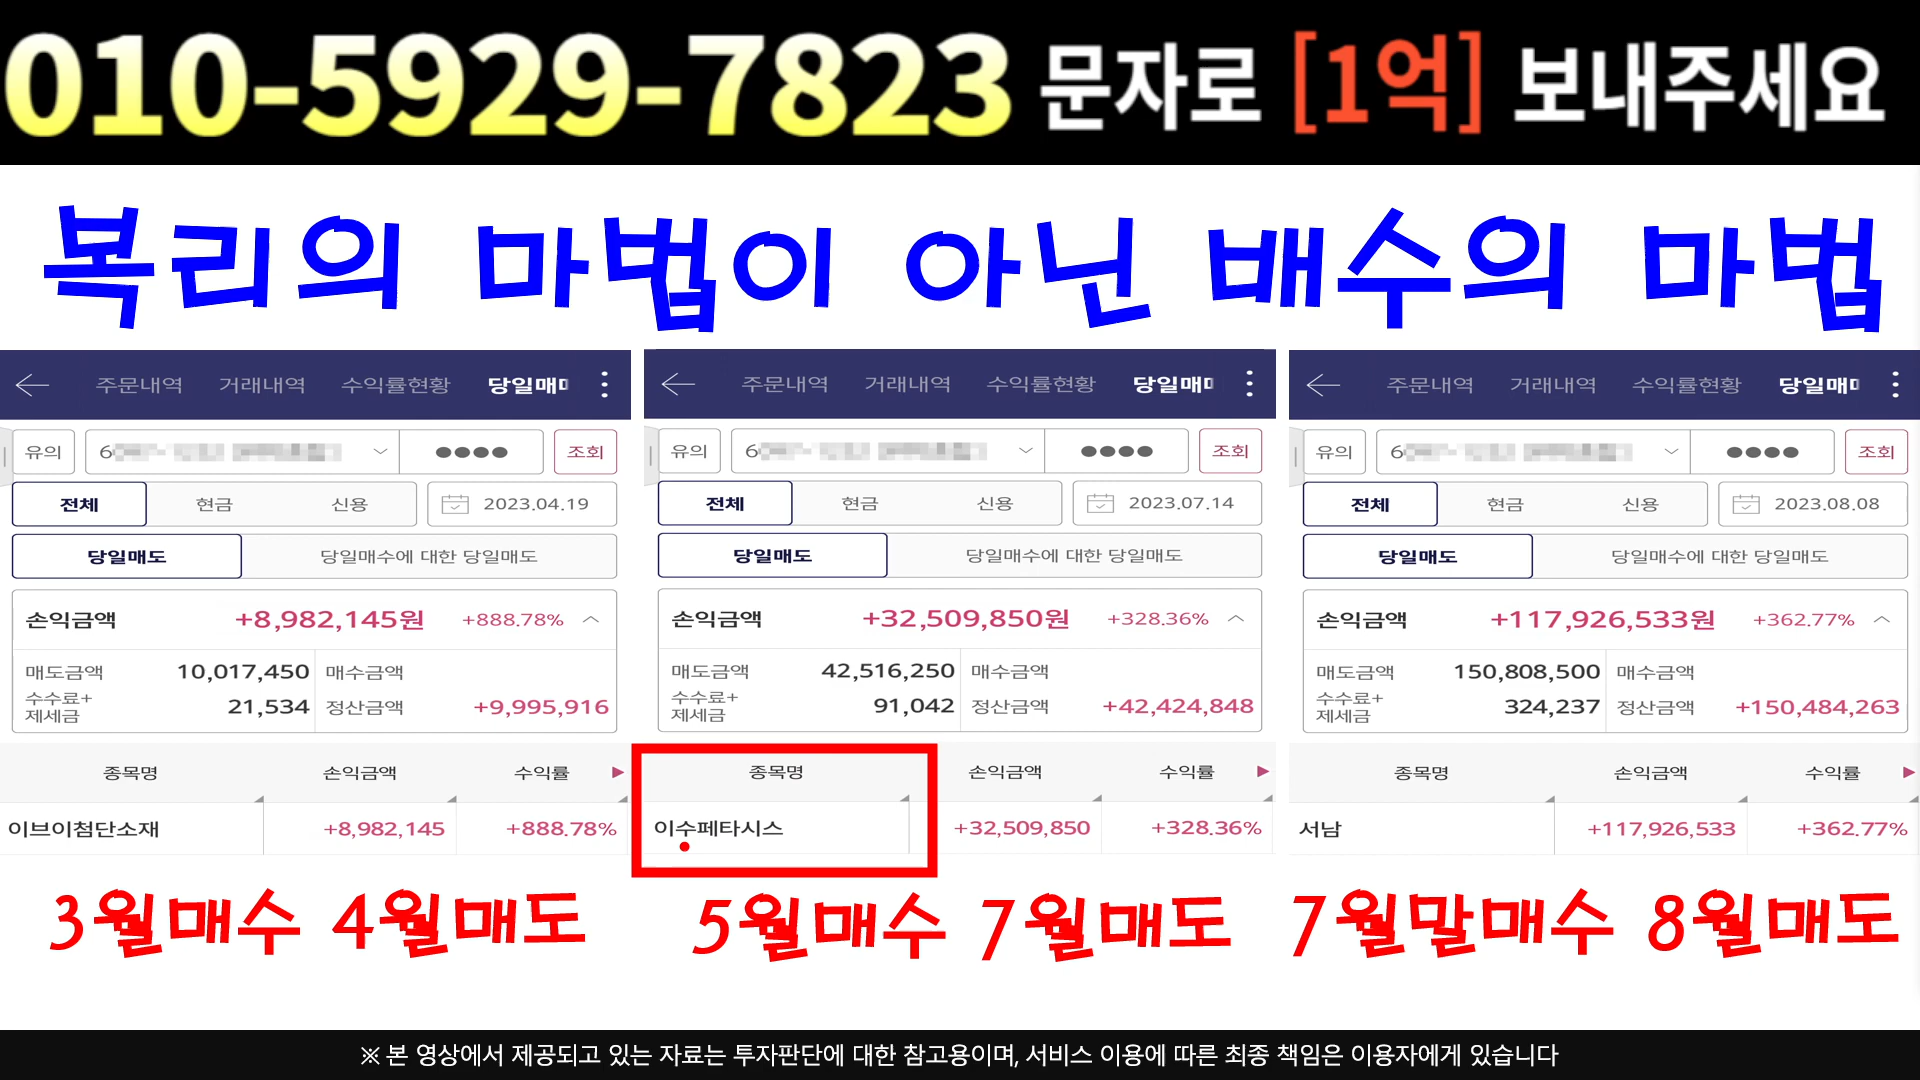 010-5929-7823 문자로 [1억] 보내주세요
복리의 마법이 아닌 배수의 마법
주문내역 거래내역 수익률현황 당일매매
유의 6 ●●●● 조회
전체 현금 신용 2023.04.19
당일매도 당일매수에 대한 당일매도
손익금액 +8,982,145원 +888.78%
매도금액 10,017,450 매수금액
수수료+
제세금 21,534 정산금액 +9,995,916
종목명 손익금액 수익률
이브이첨단소재 +8,982,145 +888.78%
3월매수 4월매도
주문내역 거래내역 수익률현황 당일매매
유의 6 ●●●● 조회
전체 현금 신용 2023.07.14
당일매도 당일매수에 대한 당일매도
손익금액 +32,509,850원 +328.36%
매도금액 42,516,250 매수금액
수수료+
제세금 91,042 정산금액 +42,424,848
종목명 손익금액 수익률
이수페타시스 +32,509,850 +328.36%
5월매수 7월매도
주문내역 거래내역 수익률현황 당일매매
유의 6 ●●●● 조회
전체 현금 신용 2023.08.08
당일매도 당일매수에 대한 당일매도
손익금액 +117,926,533원 +362.77%
매도금액 150,808,500 매수금액
수수료+
제세금 324,237 정산금액 +150,484,263
종목명 손익금액 수익률
서남 +117,926,533 +362.77%
7월말매수 8월매도
※ 본 영상에서 제공되고 있는 자료는 투자판단에 대한 참고용이며, 서비스 이용에 따른 최종 책임은 이용자에게 있습니다